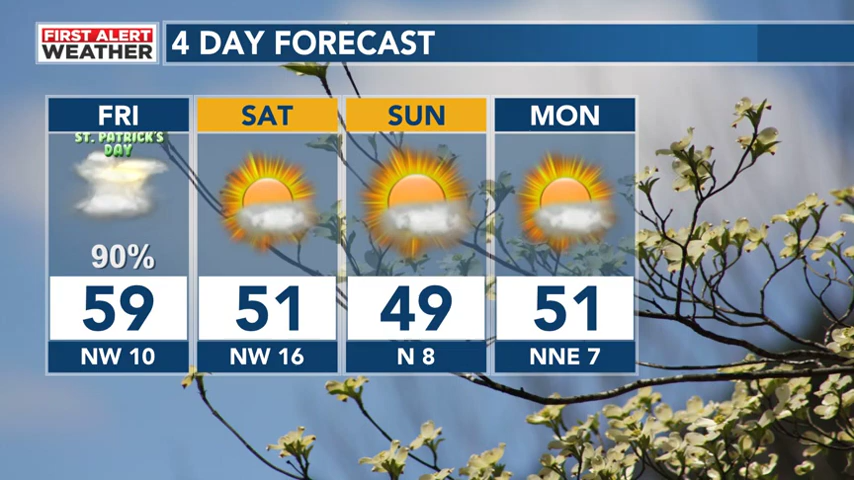 FIRST ALERT
WEATHER
4 DAY FORECAST
FRI
SAT
SUN
MON
ST. PATRICK'S
DAY
90%
59
51
49
51
NW 10
NW 16
N 8
NNE 7